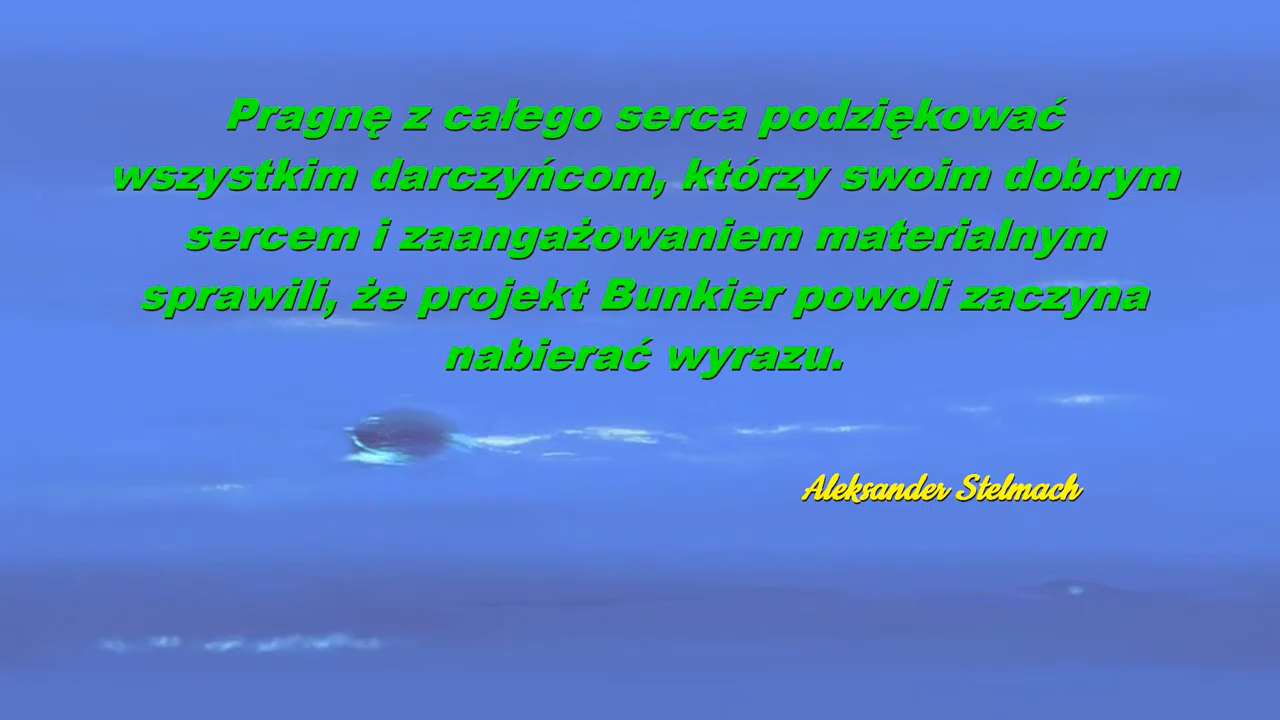 Pragnę z całego serca podziękować
wszystkim darczyńcom, którzy swoim dobrym
sercem i zaangażowaniem materialnym
sprawili, że projekt Bunkier powoli zaczyna
nabierać wyrazu.
Aleksander Stelmach